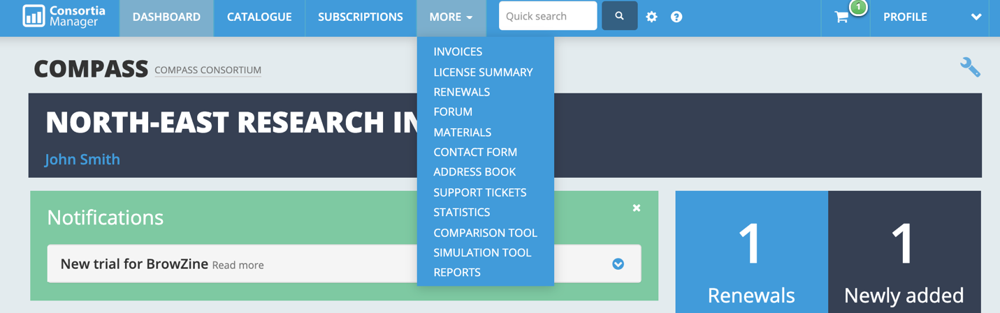 Consortia
Manager
DASHBOARD
CATALOGUE
SUBSCRIPTIONS
MORE
Quick search
1
PROFILE
INVOICES
LICENSE SUMMARY
RENEWALS
FORUM
MATERIALS
CONTACT FORM
ADDRESS BOOK
SUPPORT TICKETS
STATISTICS
COMPARISON TOOL
SIMULATION TOOL
REPORTS
COMPASS COMPASS CONSORTIUM
NORTH-EAST RESEARCH
John Smith
Notifications
New trial for BrowZine Read more
1
Renewals
1
Newly added